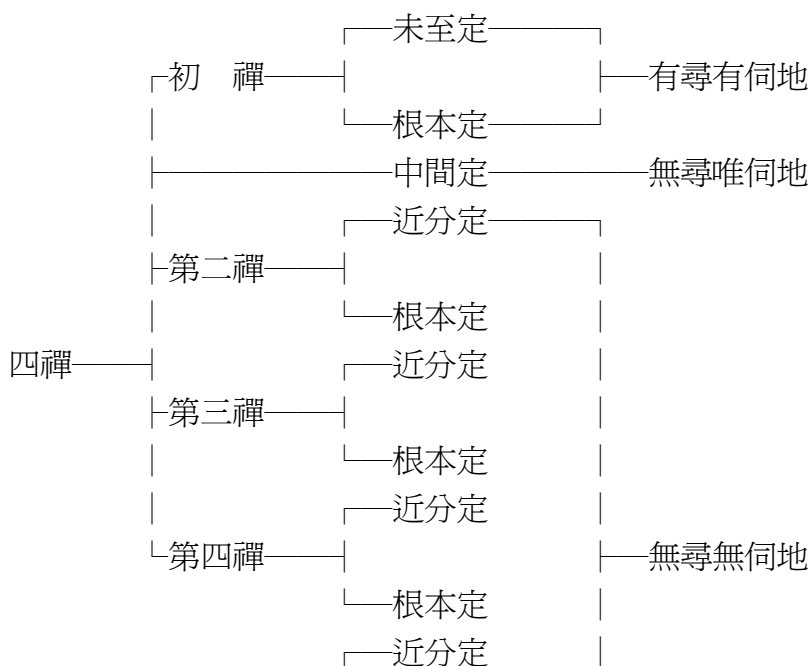 未至定
初　禪　有尋有伺地
根本定
中間定　無尋唯伺地
近分定
第二禪
根本定
四禪　近分定
第三禪
根本定
近分定
第四禪　無尋無伺地
根本定
近分定